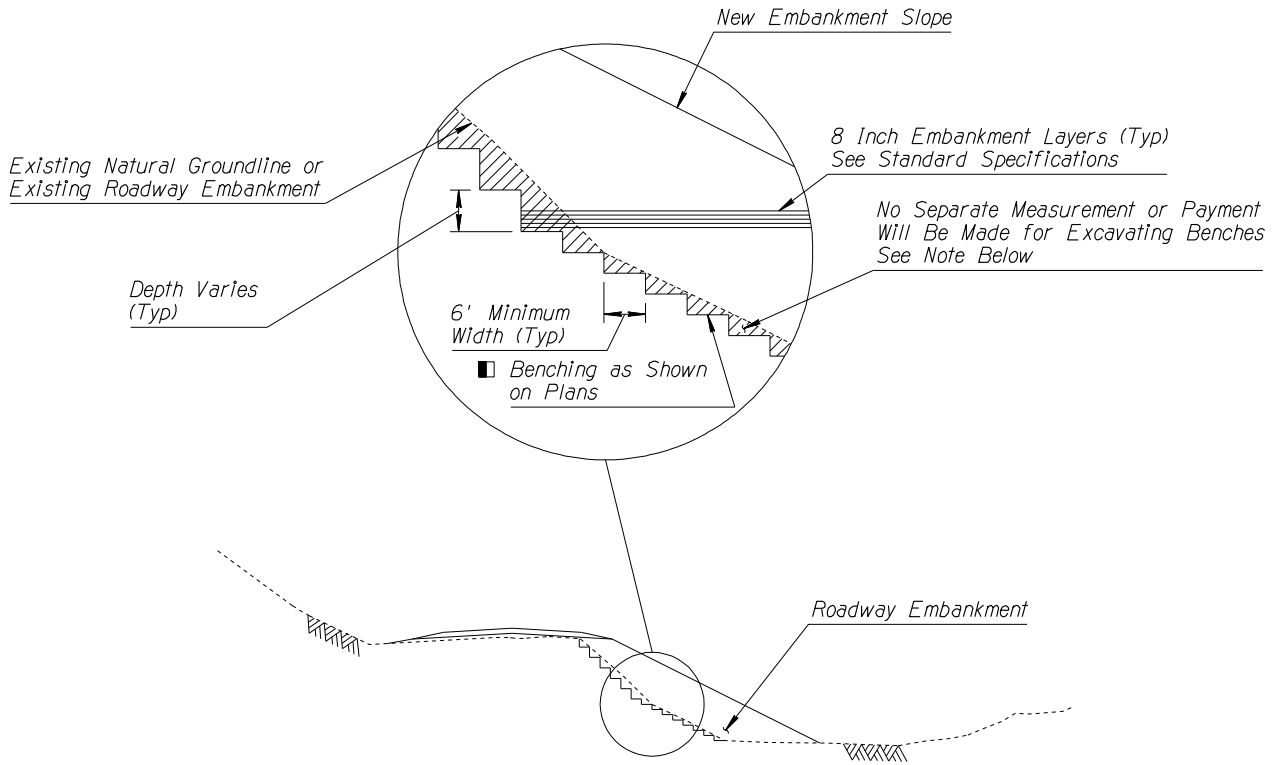 New Embankment Slope
8 Inch Embankment Layers (Typ)
See Standard Specifications
Existing Natural Groundline or
Existing Roadway Embankment
No Separate Measurement or Payment
Will Be Made for Excavating Benches
See Note Below
Depth Varies
(Typ)
6' Minimum
Width (Typ)
Benching as Shown
on Plans
Roadway Embankment